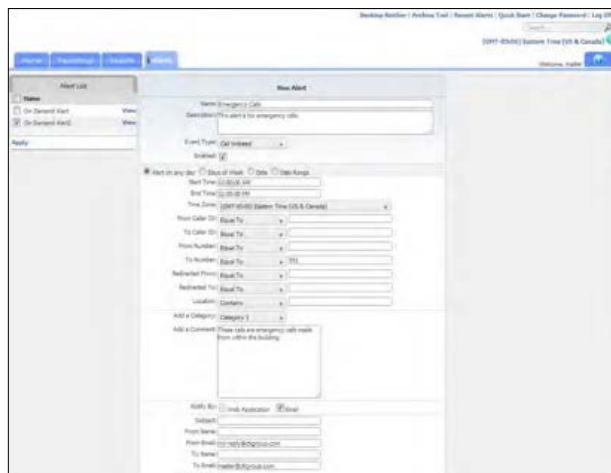 Desktop Notifier | Archive Tool | Recent Alerts | Quick Start | Change Password | Log Off
Search...
(GMT-05:00) Eastern Time (US & Canada)
Home
Recordings
Search
Alerts
Welcome,
Alert List
Name
On Demand Alert View
On Demand Alert2 View
Apply
New Alert
Name: Emergency Calls
Description: This alert is for emergency calls.
Event Type: Call Initiated
Enabled:
Alert on any day Days of Week Date Date Range
Start Time: 12:00:00 AM
End Time:
Time Zone: (GMT-05:00) Eastern Time (US & Canada)
From Caller ID: Equal To
To Caller ID: Equal To
From Number: Equal To
To Number: Equal To
Redirected From: Equal To
Redirected To: Equal To
Location: Contains
Add a Category: Category 1
Add a Comment: These calls are emergency calls made
from within the building.
Notify By: Web Application Email
Subject:
From Name:
From Email: no-reply@ctigroup.com
To Name:
To Email: